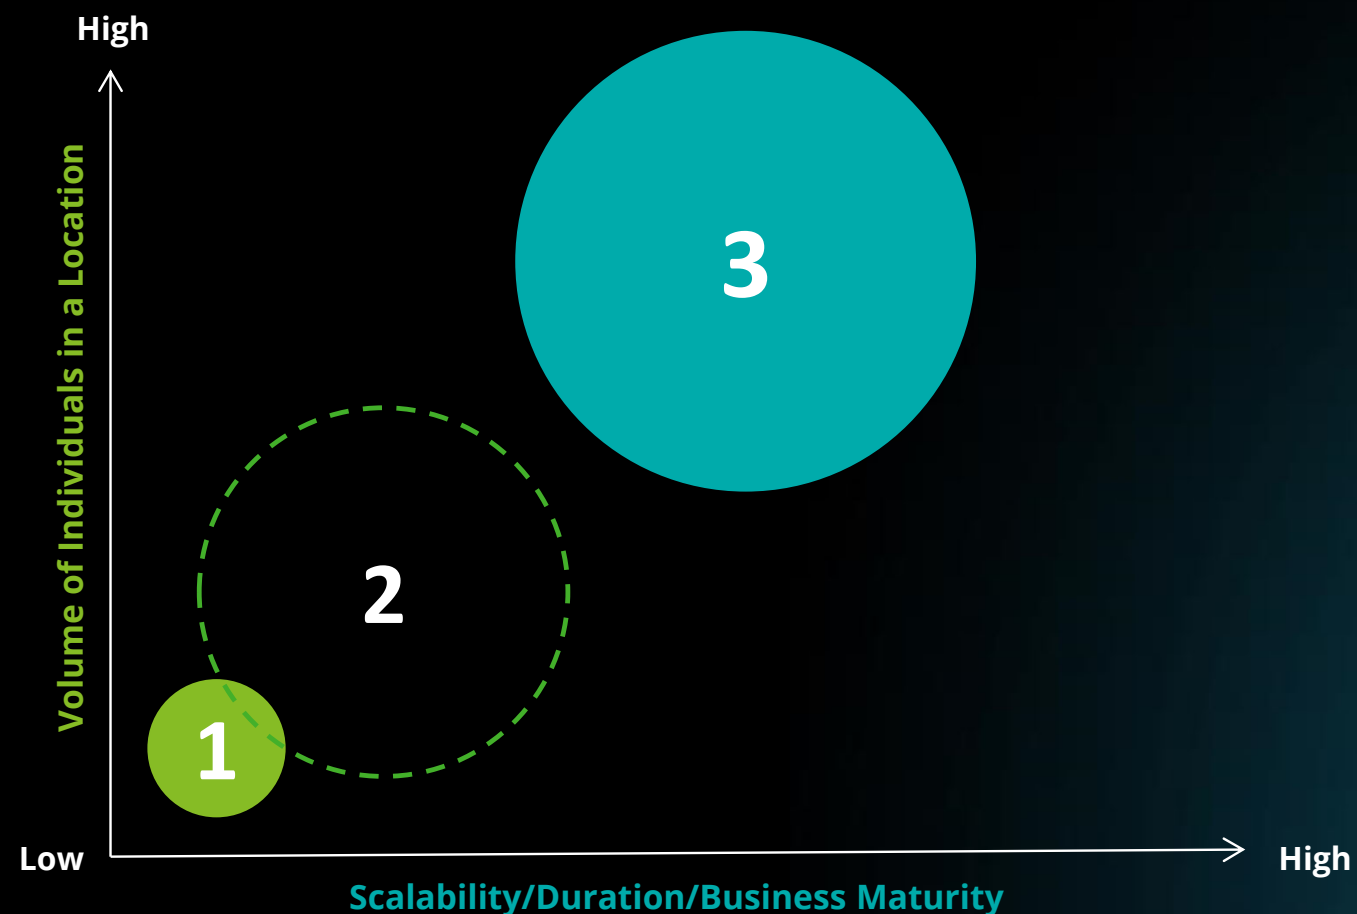 High
Volume of Individuals in a Location
3
2
1
Low
High
Scalability/Duration/Business Maturity